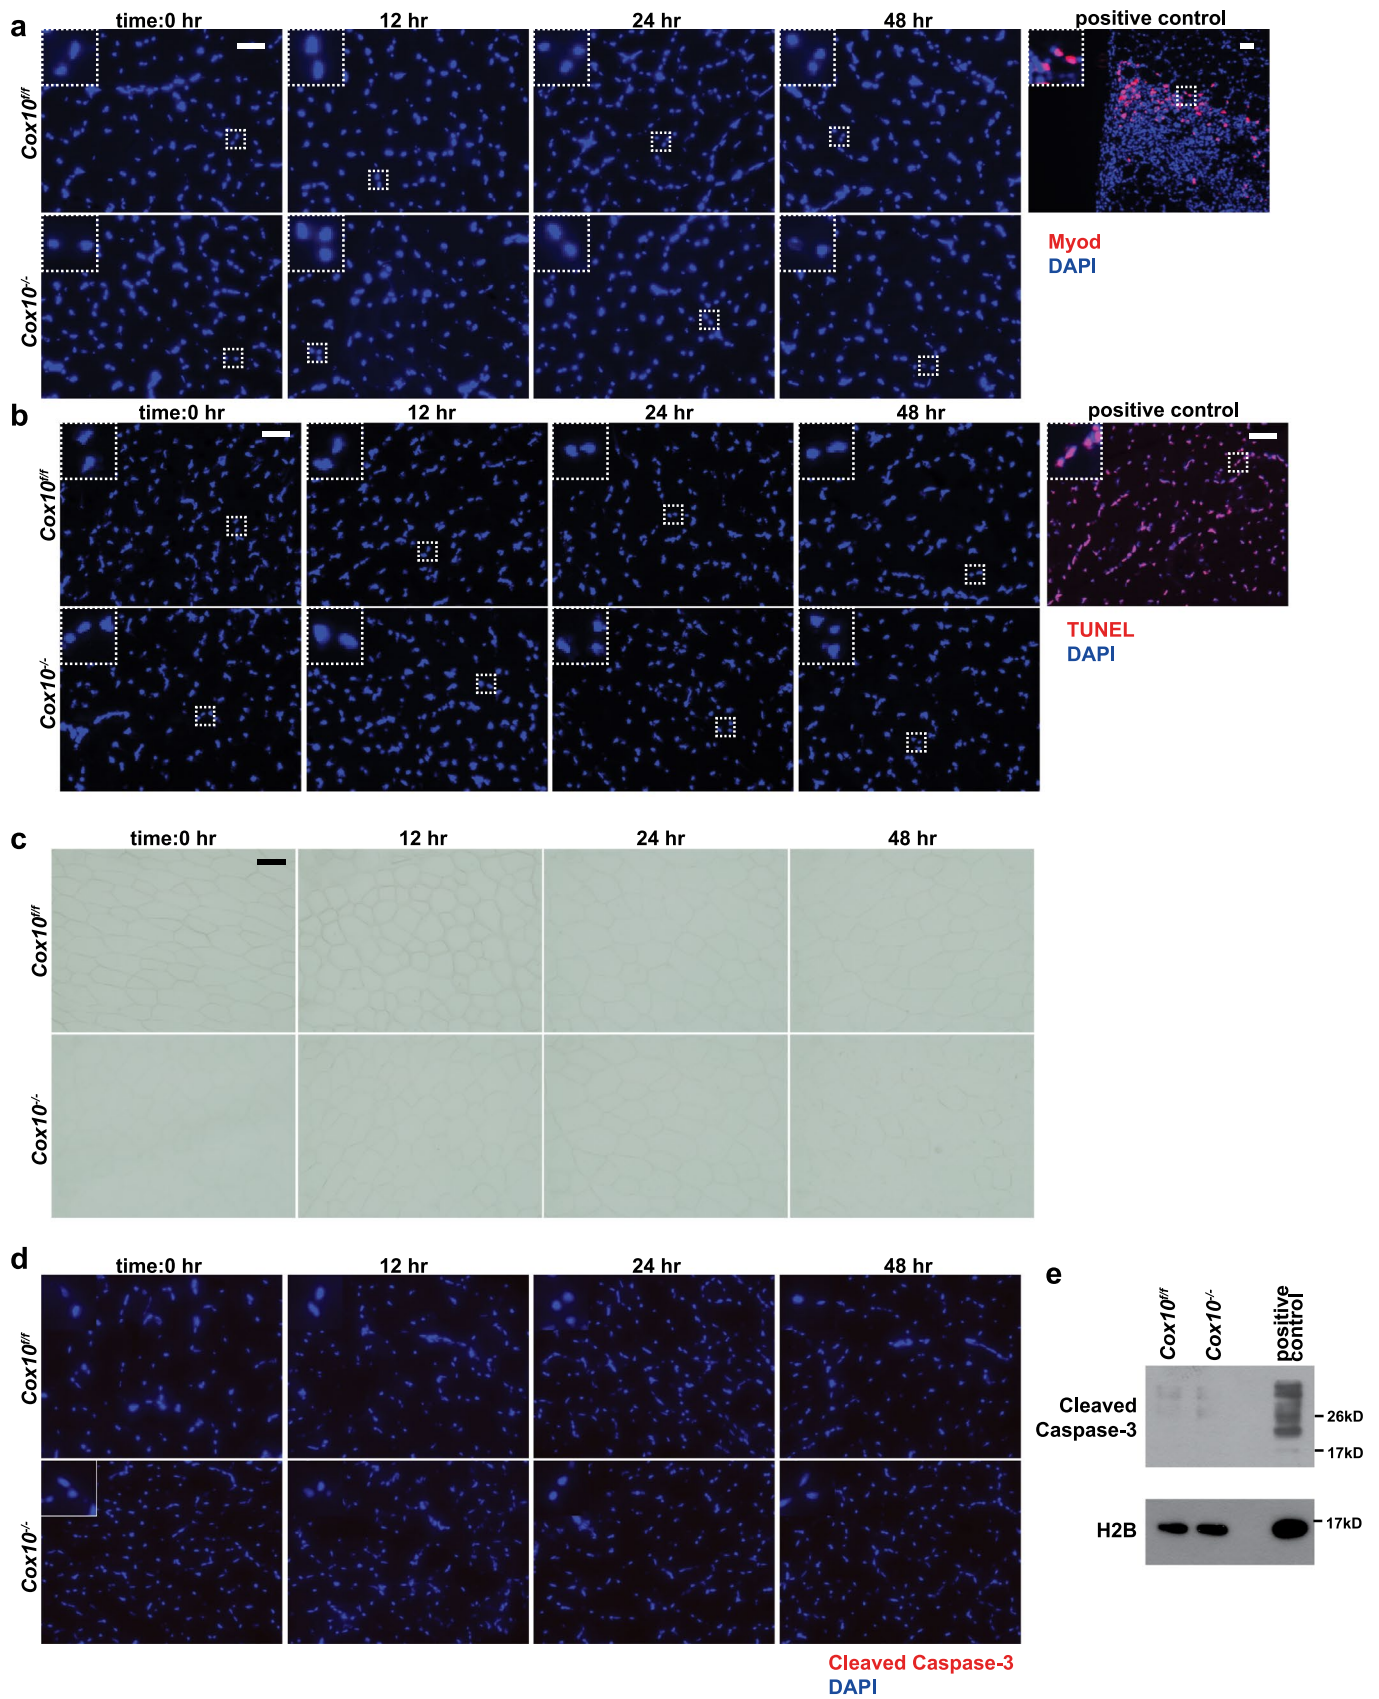 a
time:0 hr
12 hr
24 hr
48 hr
positive control
Cox10f/f
Cox10-/-
Myod
DAPI
b
time:0 hr
12 hr
24 hr
48 hr
positive control
Cox10f/f
Cox10-/-
TUNEL
DAPI
c
time:0 hr
12 hr
24 hr
48 hr
Cox10f/f
Cox10-/-
d
time:0 hr
12 hr
24 hr
48 hr
Cox10f/f
Cox10-/-
Cleaved Caspase-3
DAPI
e
Cox10f/f
Cox10-/-
positive
control
Cleaved
Caspase-3
26kD
17kD
H2B
17kD